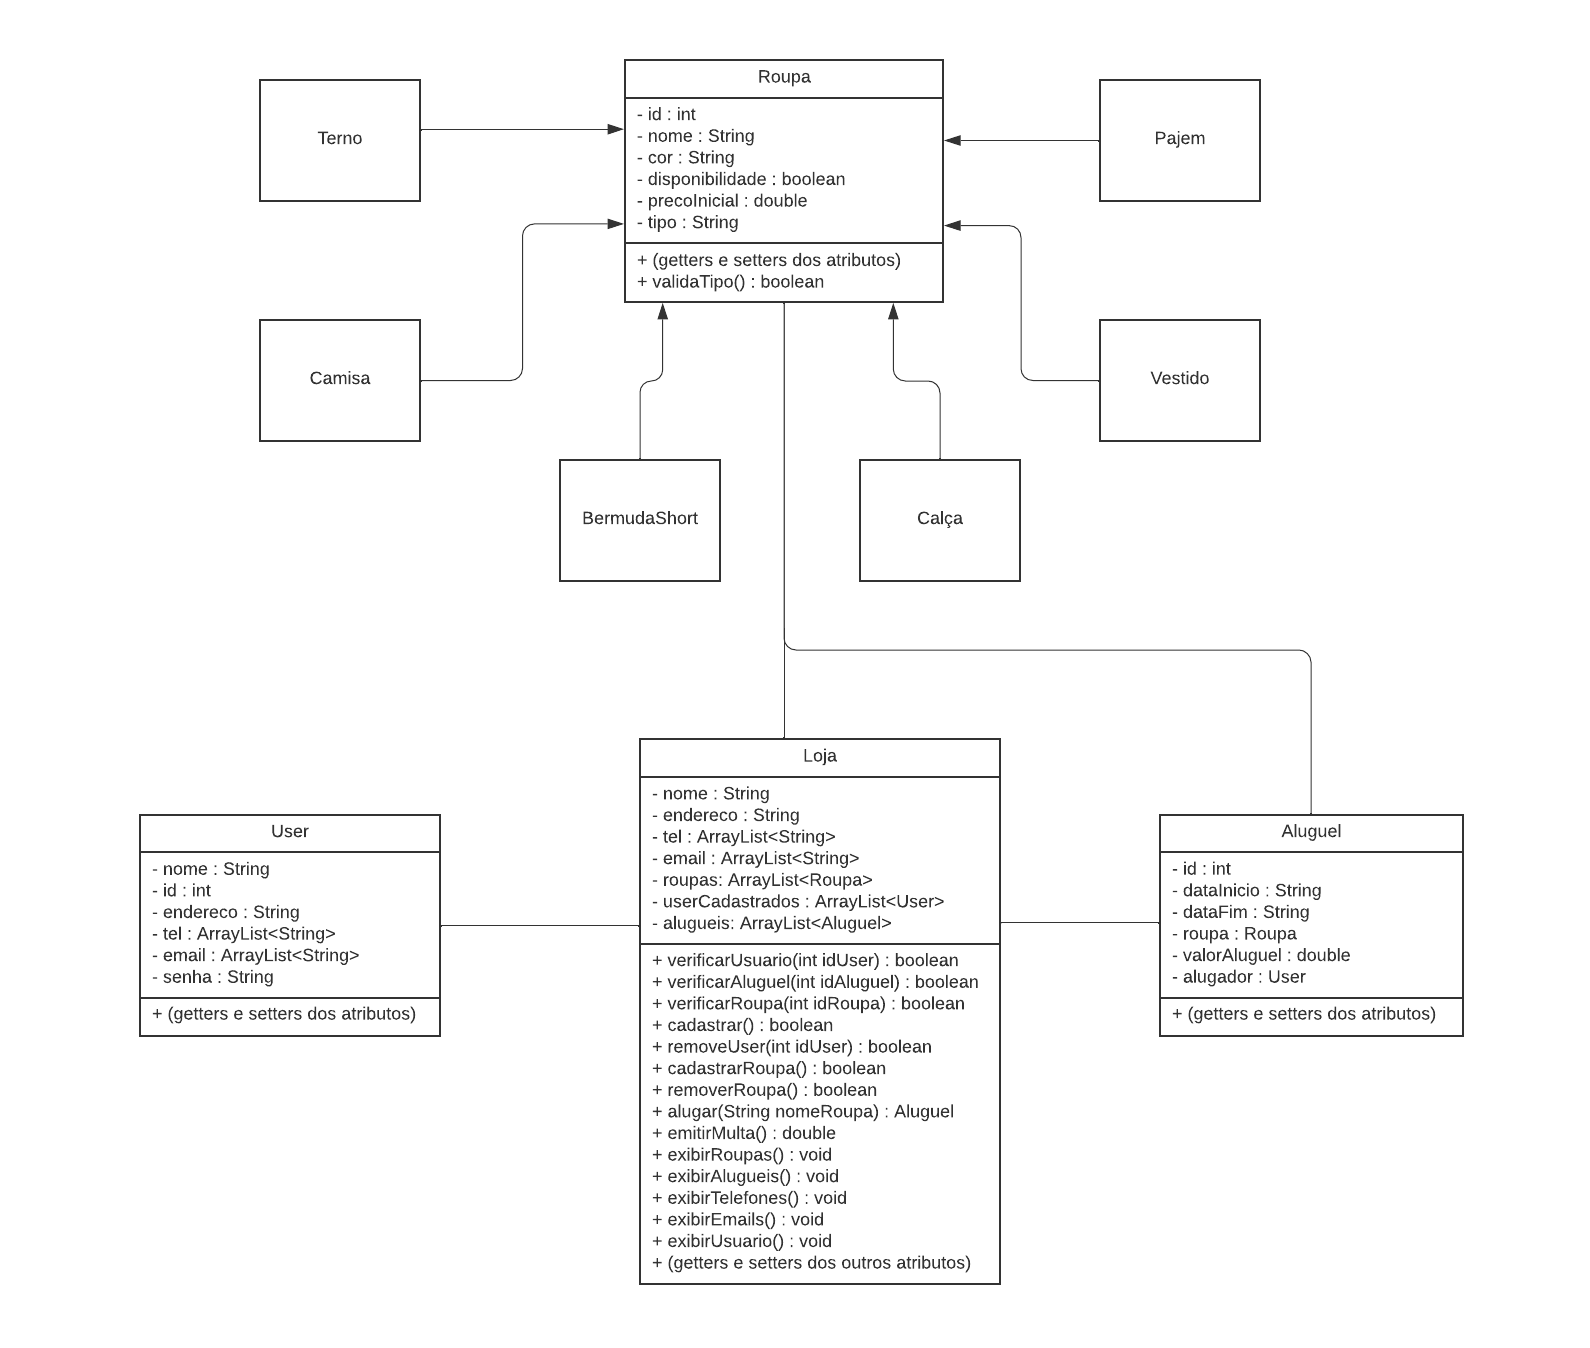 Roupa
- id : int
- nome : String
- cor : String
- disponibilidade : boolean
- precoInicial : double
- tipo : String
+ (getters e setters dos atributos)
+ validaTipo() : boolean
Terno
Pajem
Camisa
Vestido
BermudaShort
Calça
Loja
- nome : String
- endereco : String
- tel : ArrayList<String>
- email : ArrayList<String>
- roupas: ArrayList<Roupa>
- userCadastrados : ArrayList<User>
- alugueis: ArrayList<Aluguel>
+ verificarUsuario(int idUser) : boolean
+ verificarAluguel(int idAluguel) : boolean
+ verificarRoupa(int idRoupa) : boolean
+ cadastrar() : boolean
+ removeUser(int idUser) : boolean
+ cadastrarRoupa() : boolean
+ removerRoupa() : boolean
+ alugar(String nomeRoupa) : Aluguel
+ emitirMulta() : double
+ exibirRoupas() : void
+ exibirAlugueis() : void
+ exibirTelefones() : void
+ exibirEmails() : void
+ exibirUsuario() : void
+ (getters e setters dos outros atributos)
User
- nome : String
- id : int
- endereco : String
- tel : ArrayList<String>
- email : ArrayList<String>
- senha : String
+ (getters e setters dos atributos)
Aluguel
- id : int
- dataInicio : String
- dataFim : String
- roupa : Roupa
- valorAluguel : double
- alugador : User
+ (getters e setters dos atributos)